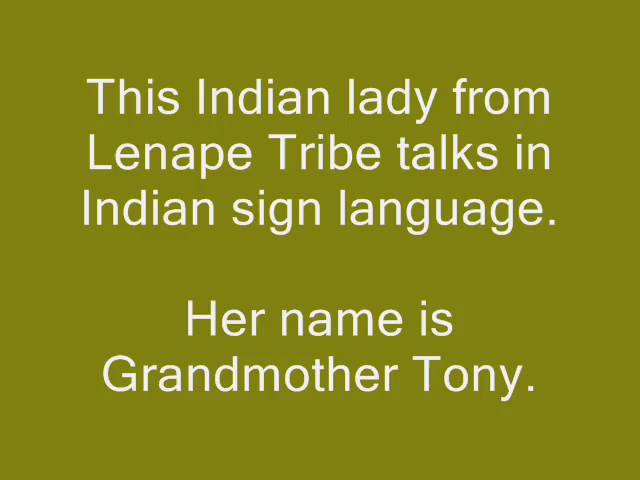 This Indian lady from
Lenape Tribe talks in
Indian sign language.
Her name is
Grandmother Tony.